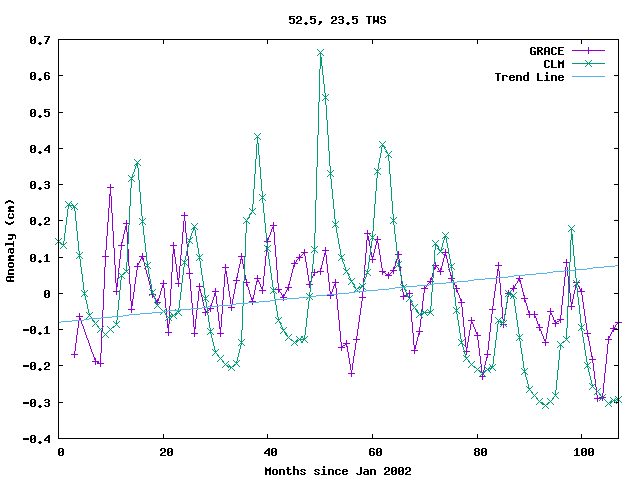 52.5, 23.5 TWS
GRACE
CLM
Trend Line
0.7
0.6
0.5
0.4
0.3
0.2
0.1
0
-0.1
-0.2
-0.3
-0.4
Anomaly (cm)
0 20 40 60 80 100
Months since Jan 2002